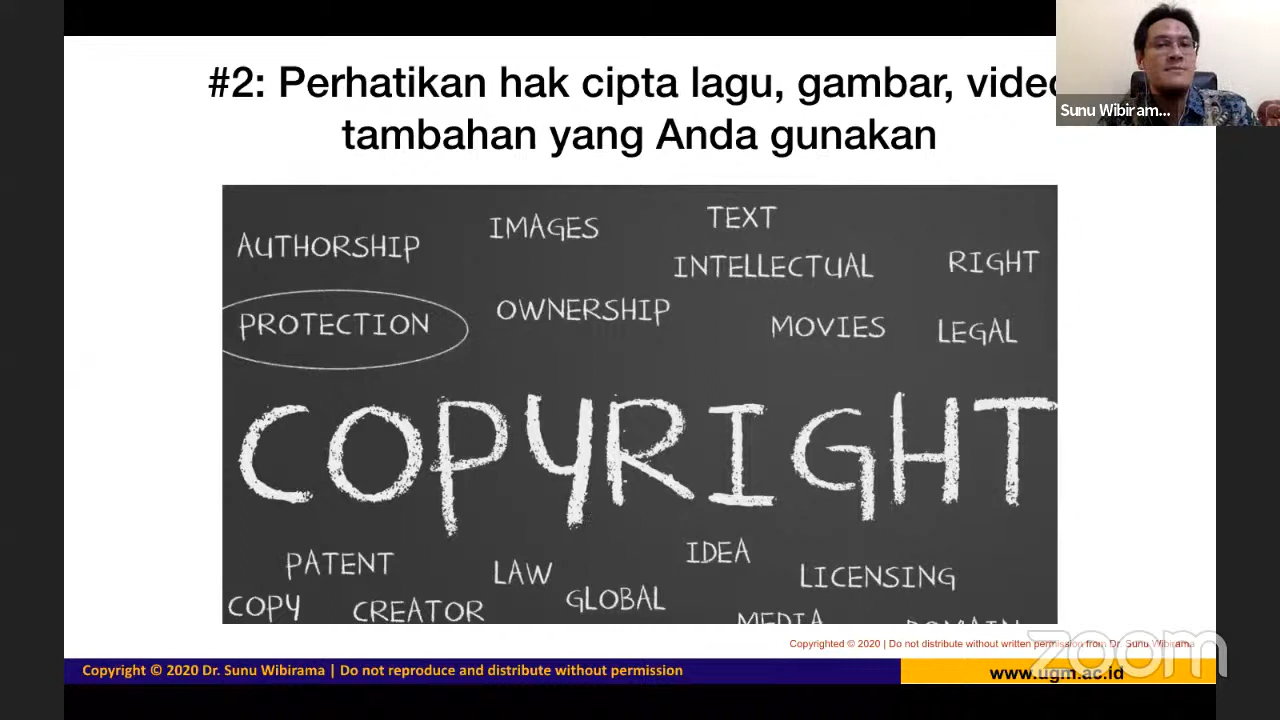 #2: Perhatikan hak cipta lagu, gambar, video
tambahan yang Anda gunakan
Sunu Wibiram...
AUTHORSHIP IMAGES TEXT
INTELLECTUAL RIGHT
PROTECTION OWNERSHIP MOVIES LEGAL
COPYRIGHT
PATENT LAW IDEA LICENSING
COPY CREATOR GLOBAL MEDIA DOMAIN
Copyrighted © 2020 | Do not distribute without written permission from Dr. Sunu Wibirama
zoom
Copyright © 2020 Dr. Sunu Wibirama | Do not reproduce and distribute without permission
www.ugm.ac.id